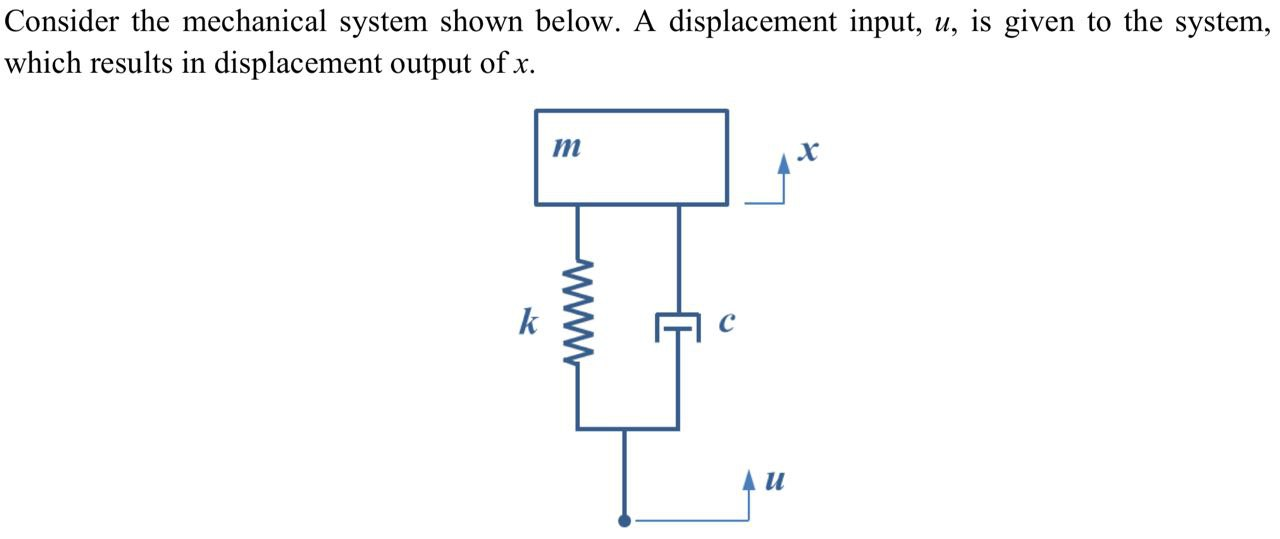 Consider the mechanical system shown below. A displacement input, u, is given to the system,
which results in displacement output of x.
m
x
k
c
u